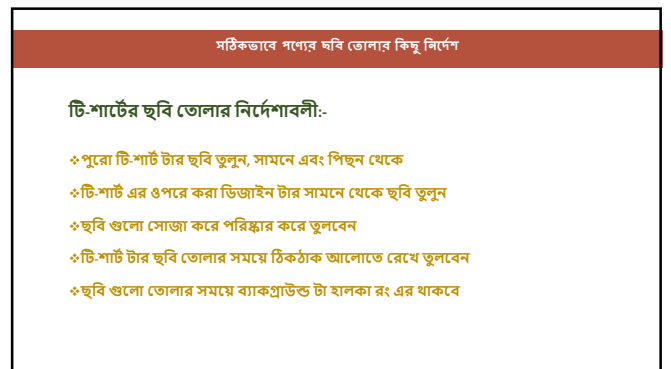 সঠিকভাবে পণ্যের ছবি তোলার কিছু নির্দেশ
টি-শার্টের ছবি তোলার নির্দেশাবলী:-
❖পুরো টি-শার্ট টার ছবি তুলুন, সামনে এবং পিছন থেকে
❖টি-শার্ট এর ওপরে করা ডিজাইন টার সামনে থেকে ছবি তুলুন
❖ছবি গুলো সোজা করে পরিষ্কার করে তুলবেন
❖টি-শার্ট টার ছবি তোলার সময়ে ঠিকঠাক আলোতে রেখে তুলবেন
❖ছবি গুলো তোলার সময়ে ব্যাকগ্রাউন্ড টা হালকা রং এর থাকবে